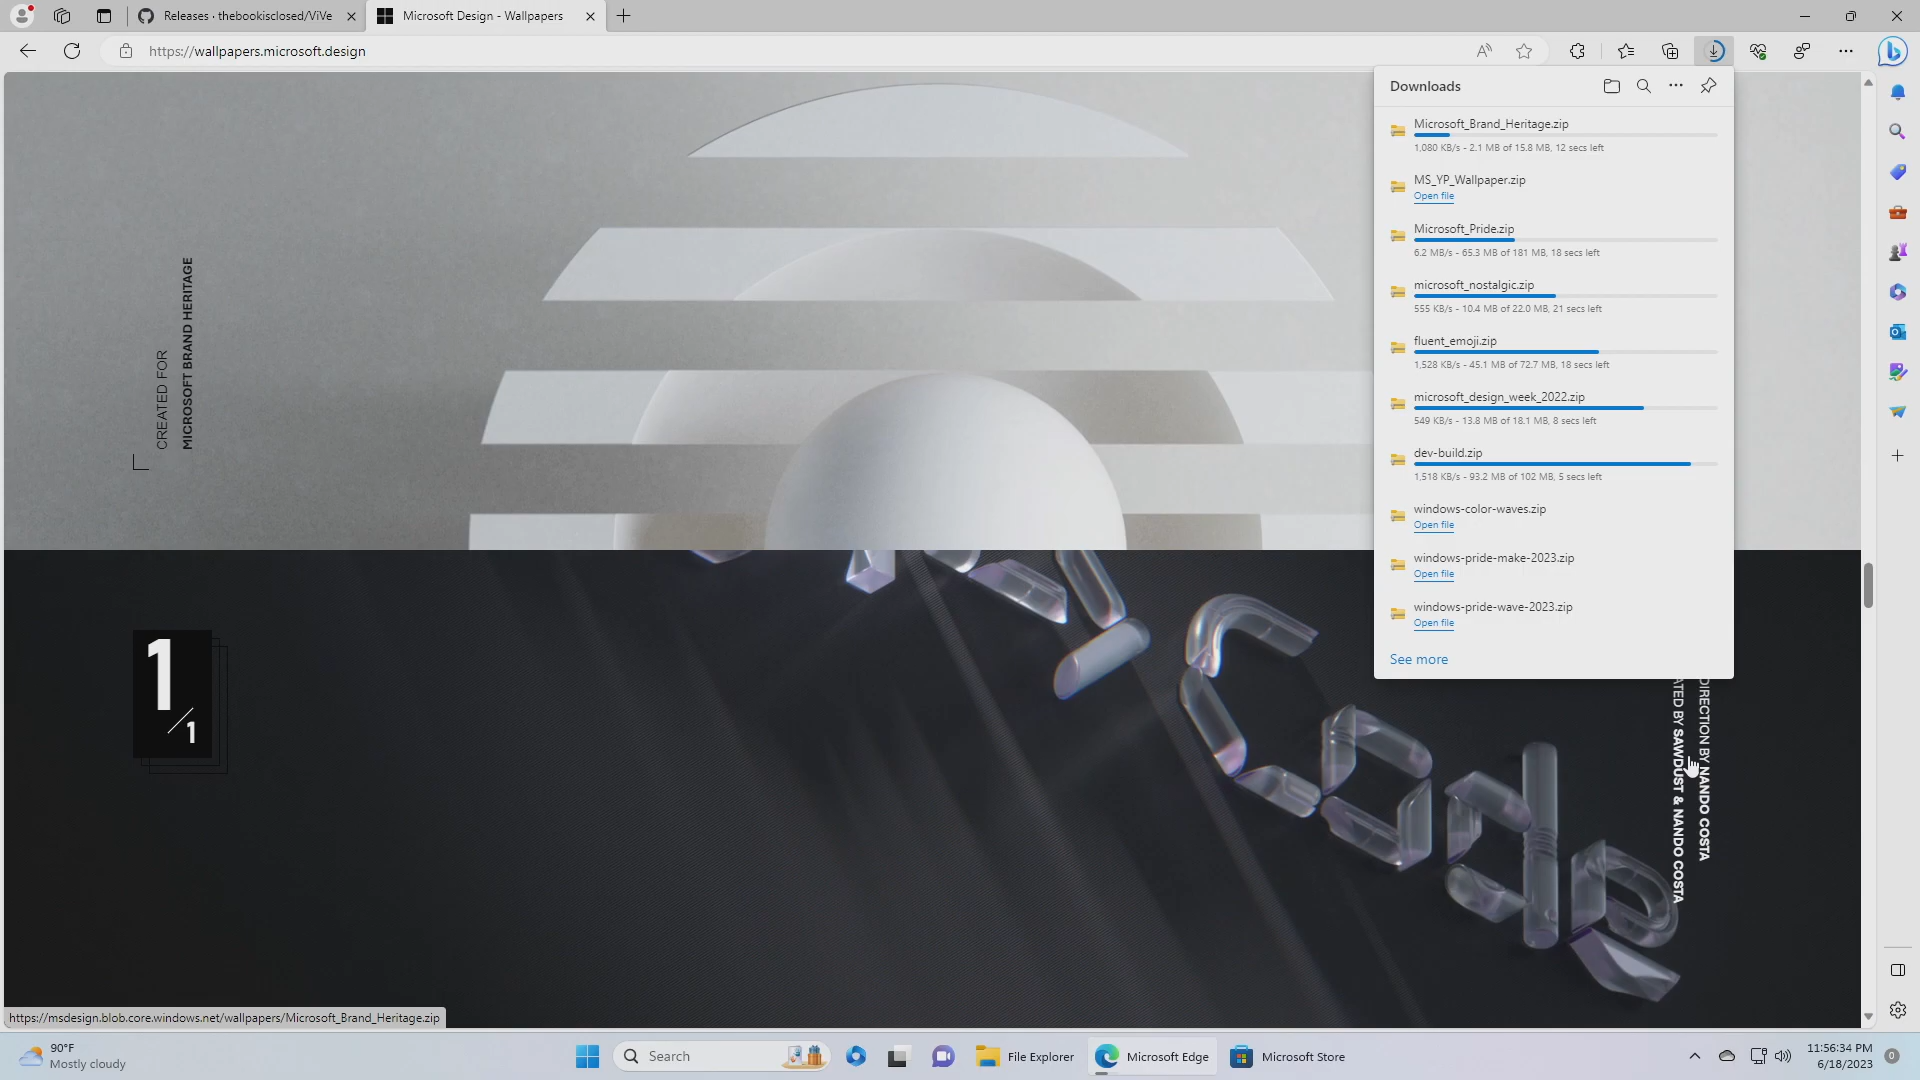 Releases · thebookisclosed/ViVe
Microsoft Design - Wallpapers
https://wallpapers.microsoft.design
Downloads
Microsoft_Brand_Heritage.zip
1,080 KB/s - 2.1 MB of 15.8 MB, 12 secs left
MS_YP_Wallpaper.zip
Open file
Microsoft_Pride.zip
6.2 MB/s - 65.3 MB of 181 MB, 18 secs left
microsoft_nostalgic.zip
555 KB/s - 10.4 MB of 22.0 MB, 21 secs left
fluent_emoji.zip
1,528 KB/s - 45.1 MB of 72.7 MB, 18 secs left
microsoft_design_week_2022.zip
549 KB/s - 13.8 MB of 18.1 MB, 8 secs left
dev-build.zip
1,518 KB/s - 93.2 MB of 102 MB, 5 secs left
windows-color-waves.zip
Open file
windows-pride-make-2023.zip
Open file
windows-pride-wave-2023.zip
Open file
See more
CREATED FOR
MICROSOFT BRAND HERITAGE
1/1
Code
DIRECTION BY NANDO COSTA
ATED BY SAWDUST & NANDO COSTA
https://msdesign.blob.core.windows.net/wallpapers/Microsoft_Brand_Heritage.zip
90°F
Mostly cloudy
Search
File Explorer
Microsoft Edge
Microsoft Store
11:56:34 PM
6/18/2023
0